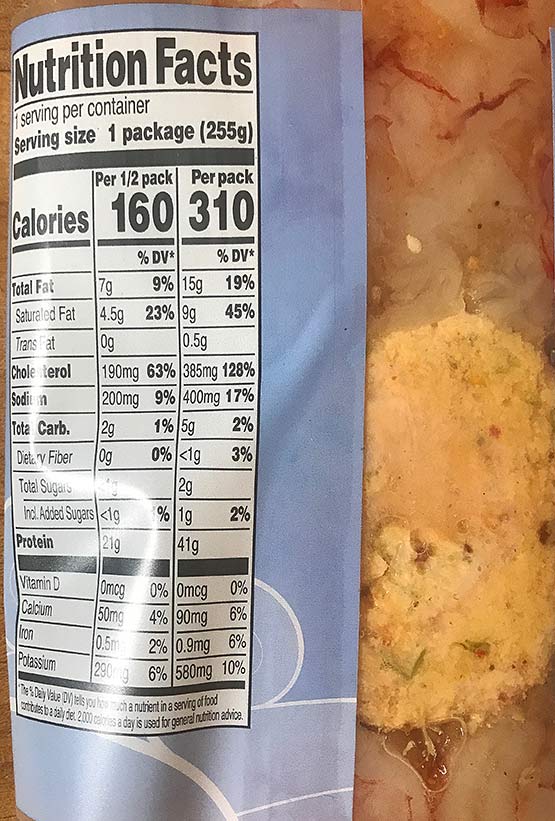 Nutrition Facts
1 serving per container
Serving size 1 package (255g)
Per 1/2 pack Per pack
Calories 160 310
% DV* % DV*
Total Fat 7g 9% 15g 19%
Saturated Fat 4.5g 23% 9g 45%
Trans Fat 0g 0.5g
Cholesterol 190mg 63% 385mg 128%
Sodium 200mg 9% 400mg 17%
Total Carb. 2g 1% 5g 2%
Dietary Fiber 0g 0% <1g 3%
Total Sugars 2g
Incl. Added Sugars <1g % 1g 2%
Protein 21g 41g
Vitamin D 0mcg 0% 0mcg 0%
Calcium 50mg 4% 90mg 6%
Iron 0.5m 2% 0.9mg 6%
Potassium 290mg 6% 580mg 10%
*The % Daily Value (DV) tells you how much a nutrient in a serving of food
contributes to a daily diet. 2,000 calories a day is used for general nutrition advice.